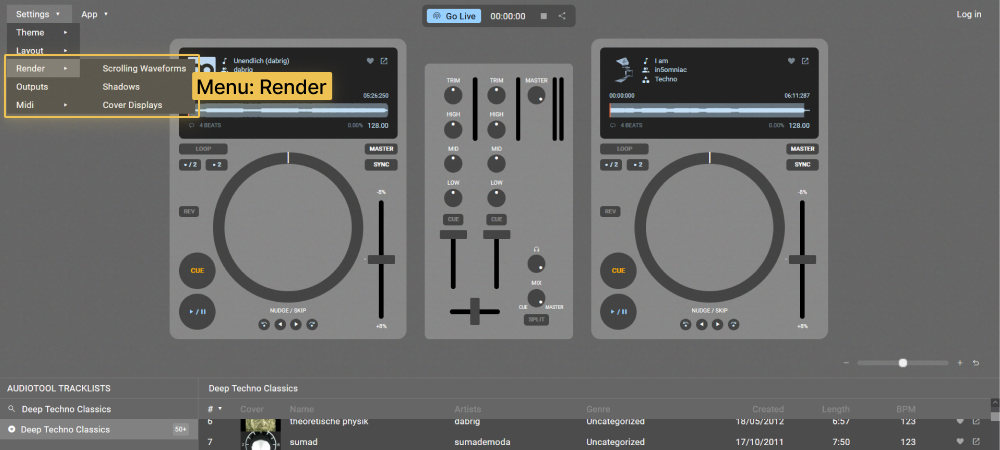 Settings
App
Go Live
00:00:00
Log in
Theme
Layout
Render
Scrolling Waveforms
Outputs
Shadows
Midi
Cover Displays
Menu: Render
Unendlich (dabrig)
dabrig
05:26:250
4 BEATS
0.00%
128.00
LOOP
MASTER
/ 2
2
SYNC
-8%
REV
CUE
NUDGE / SKIP
+8%
TRIM
TRIM
MASTER
HIGH
HIGH
MID
MID
LOW
LOW
CUE
CUE
MIX
CUE
MASTER
SPLIT
I am
in5omniac
Techno
00:00:000
06:11:287
4 BEATS
0.00%
128.00
LOOP
MASTER
/ 2
2
SYNC
-8%
REV
CUE
NUDGE / SKIP
+8%
AUDIOTOOL TRACKLISTS
Deep Techno Classics
Deep Techno Classics
50+
Deep Techno Classics
# Cover Name Artiste Genre Created Length BPM
6 theoretische physik dabrig Uncategorized 18/05/2012 6:57 123
7 sumad sumademoda Uncategorized 17/10/2011 7:50 123